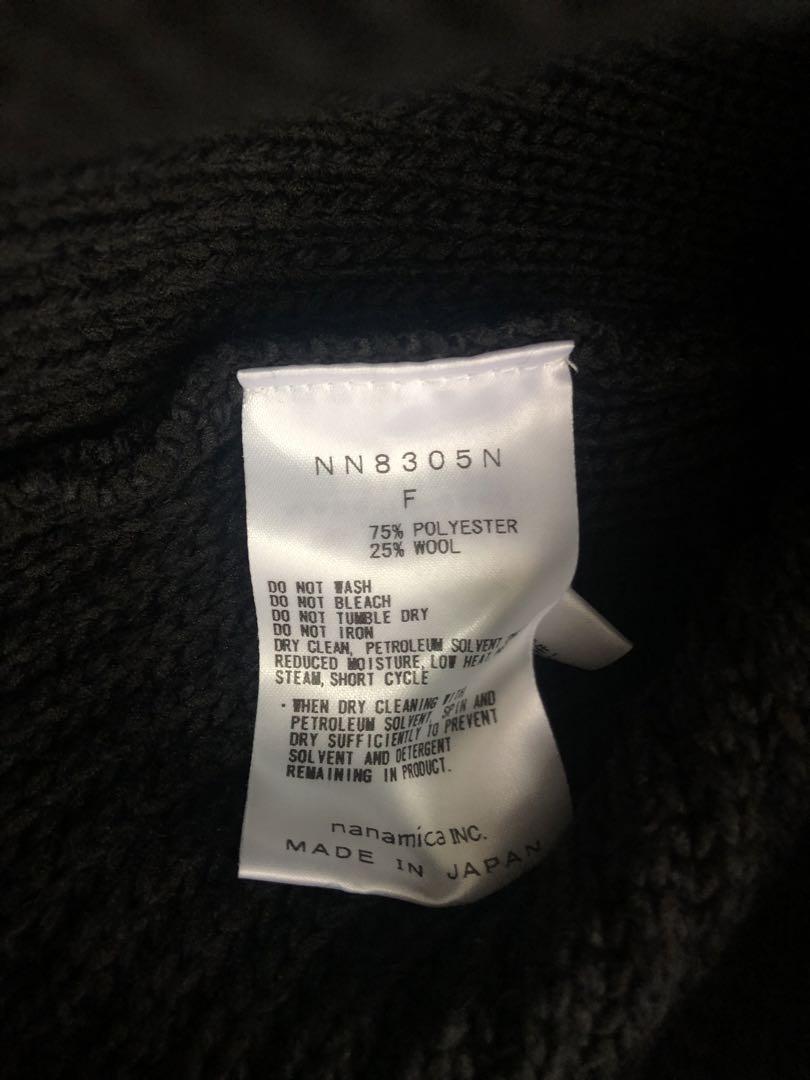 NN8305N
F
75% POLYESTER
25% WOOL
DO NOT WASH
DO NOT BLEACH
DO NOT TUMBLE DRY
DO NOT IRON
DRY CLEAN, PETROLEUM SOLVENT
REDUCED MOISTURE, LOW HEAT
STEAM, SHORT CYCLE
· WHEN DRY CLEANING WITH
PETROLEUM SOLVENT, SPIN AND
DRY SUFFICIENTLY TO PREVENT
SOLVENT AND DETERGENT
REMAINING IN PRODUCT.
nanamica INC.
MADE IN JAPAN